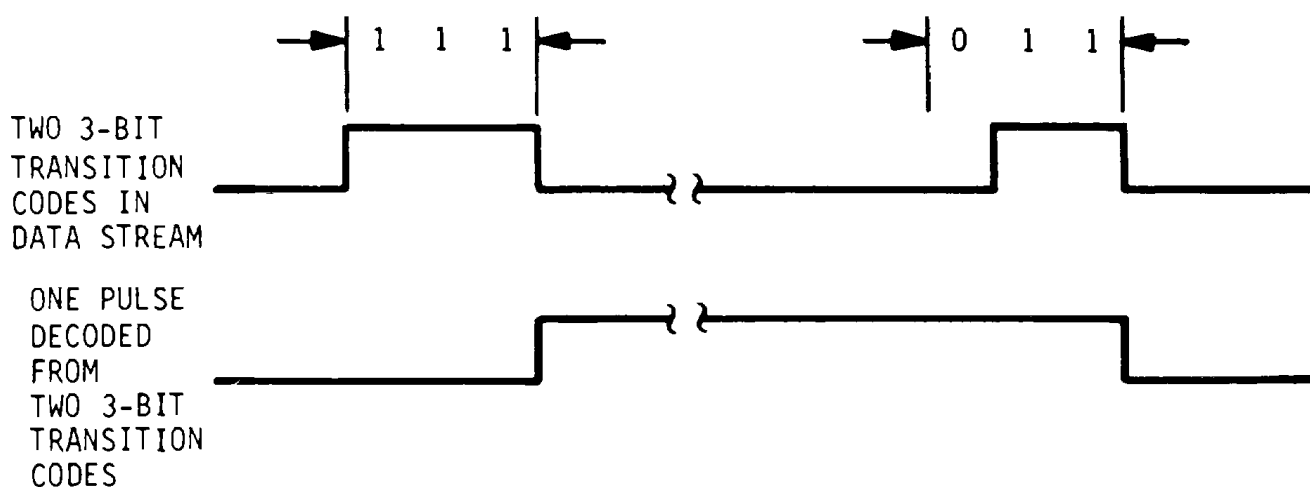 1 1 1
0 1 1
TWO 3-BIT
TRANSITION
CODES IN
DATA STREAM
ONE PULSE
DECODED
FROM
TWO 3-BIT
TRANSITION
CODES